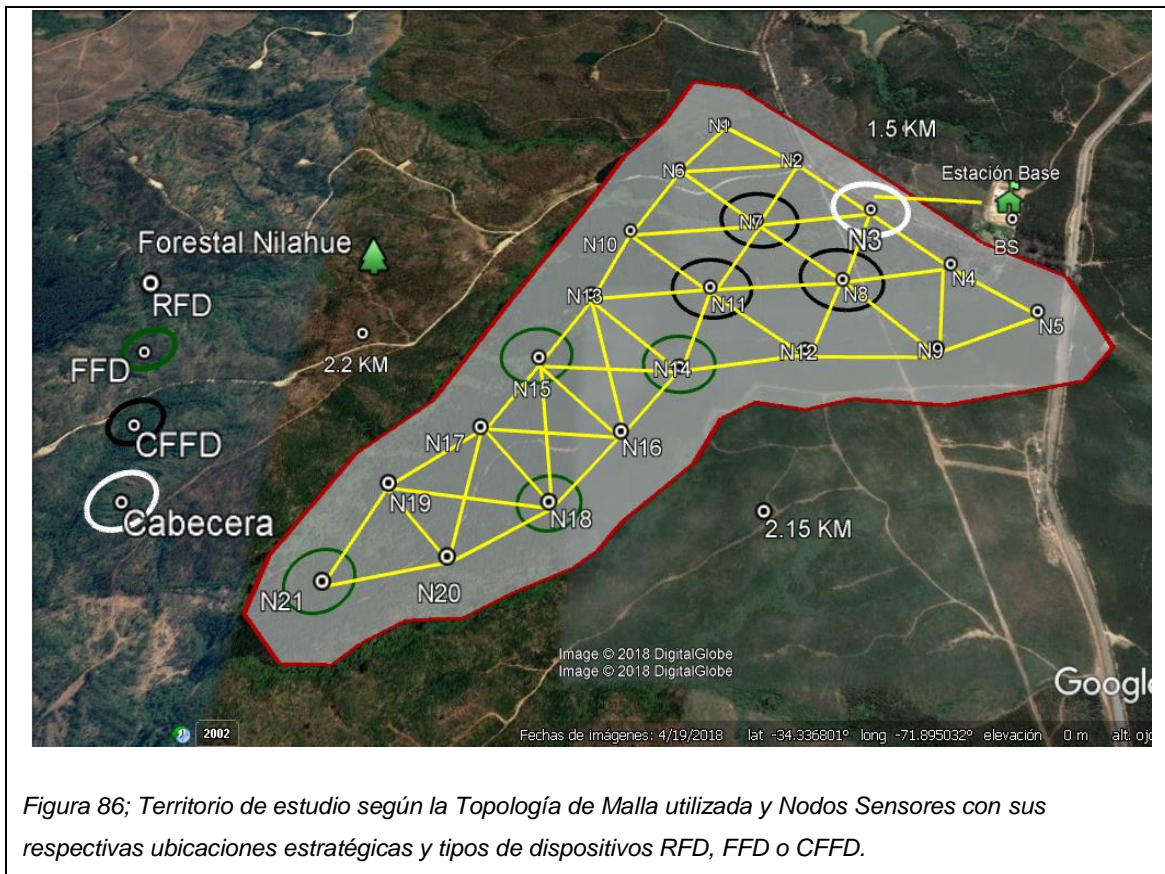 N1
1.5 KM
N2
N6
Estación Base
N7
N3
BS
N10
Forestal Nilahue
RFD
N4
N13
N11
N8
N5
FFD
2.2 KM
N12
N9
N14
N15
CFFD
N17
N16
N19
N18
Cabecera
2.15 KM
N20
N21
Image © 2018 DigitalGlobe
Image © 2018 DigitalGlobe
Google
2002
Fechas de imágenes: 4/19/2018 lat -34.336801° long -71.895032° elevación 0 m alt. ojo
Figura 86; Territorio de estudio según la Topología de Malla utilizada y Nodos Sensores con sus
respectivas ubicaciones estratégicas y tipos de dispositivos RFD, FFD o CFFD.